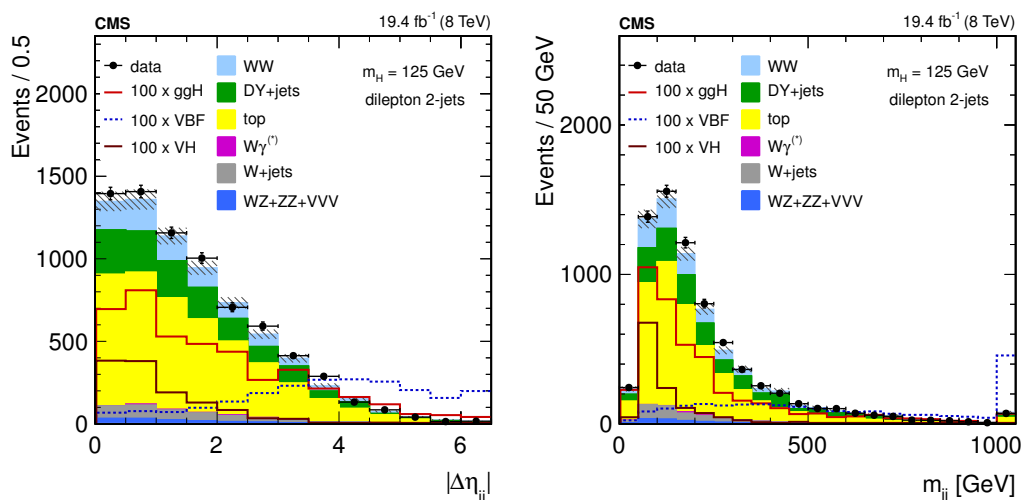 CMS 19.4 fb⁻¹ (8 TeV)
Events / 0.5
2000
1500
1000
500
0
data
100 x ggH
100 x VBF
100 x VH
WW
DY+jets
top
Wγ⁽*⁾
W+jets
WZ+ZZ+VVV
m_H = 125 GeV
dilepton 2-jets
0 2 4 6
|Δη_jj|
CMS 19.4 fb⁻¹ (8 TeV)
Events / 50 GeV
2000
1000
0
data
100 x ggH
100 x VBF
100 x VH
WW
DY+jets
top
Wγ⁽*⁾
W+jets
WZ+ZZ+VVV
m_H = 125 GeV
dilepton 2-jets
0 500 1000
m_jj [GeV]